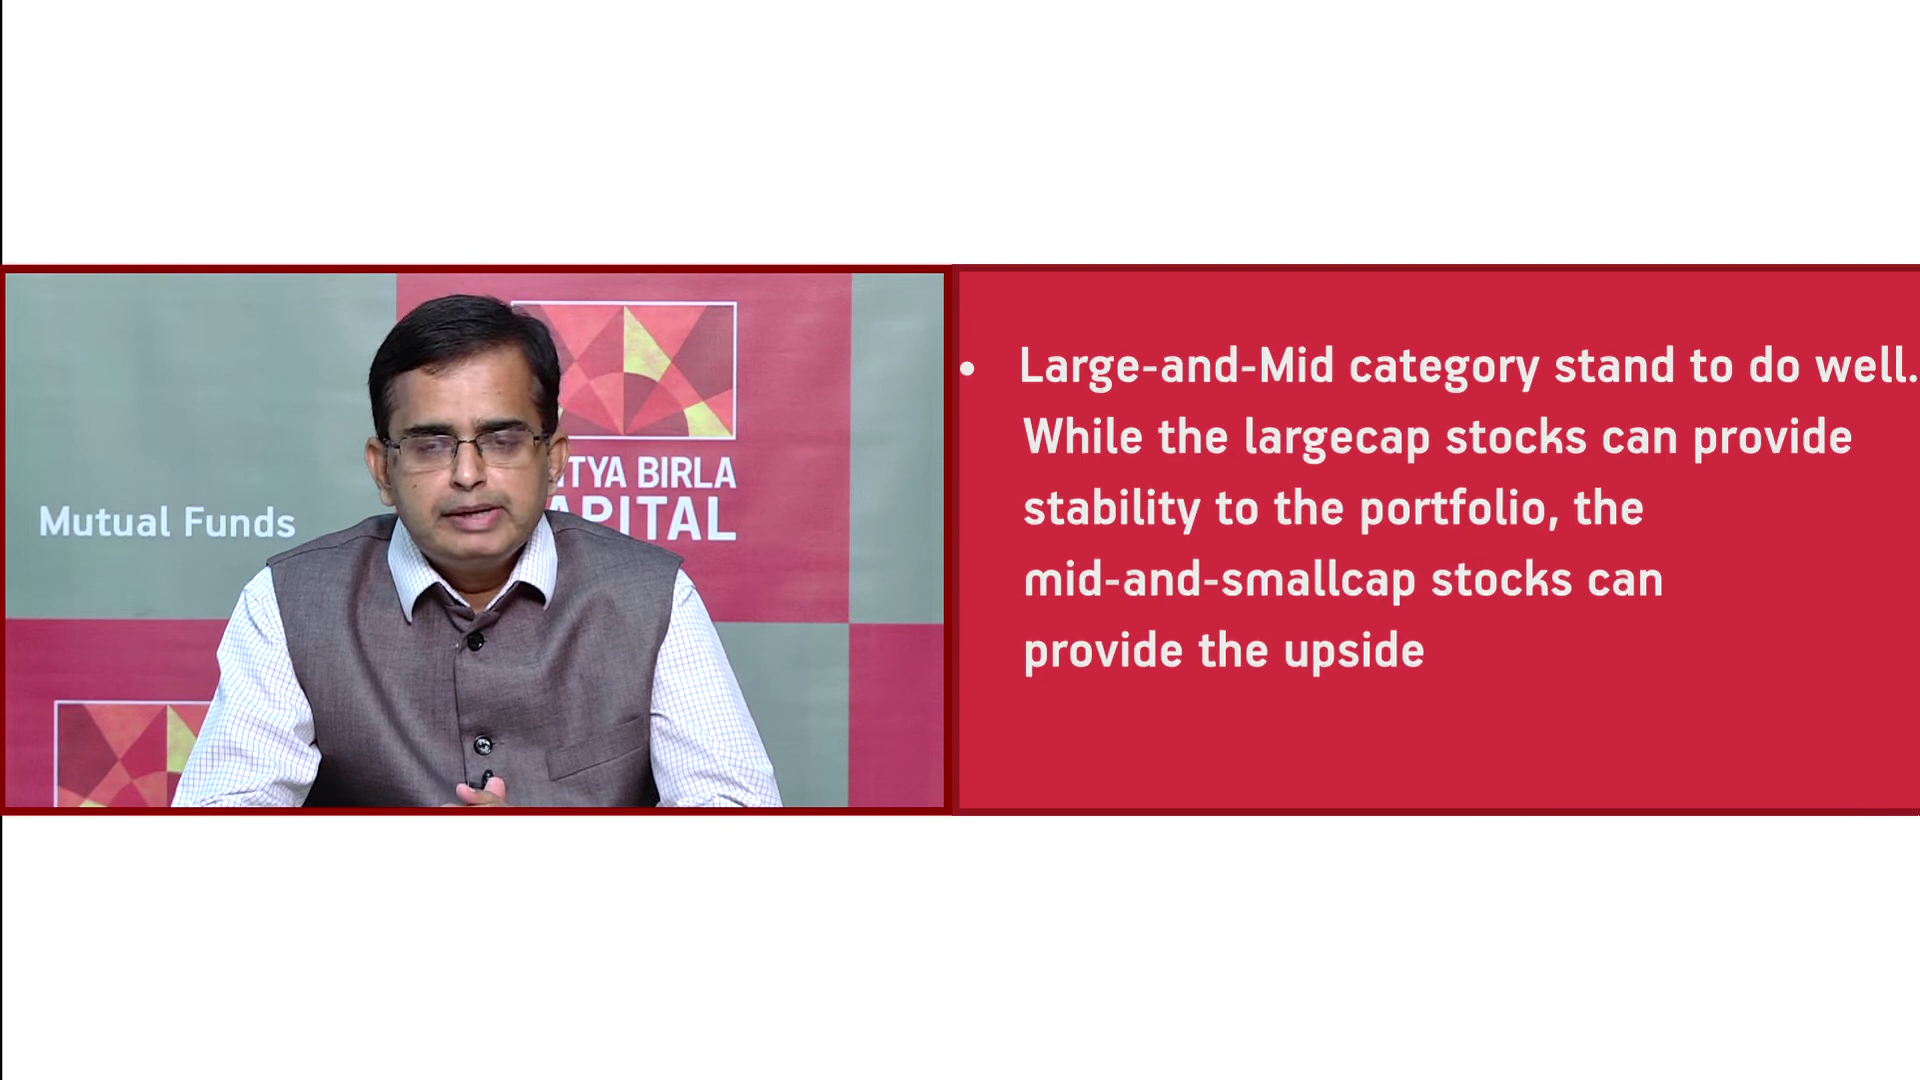 Mutual Funds
TYA BIRLA
APITAL
• Large-and-Mid category stand to do well.
While the largecap stocks can provide
stability to the portfolio, the
mid-and-smallcap stocks can
provide the upside